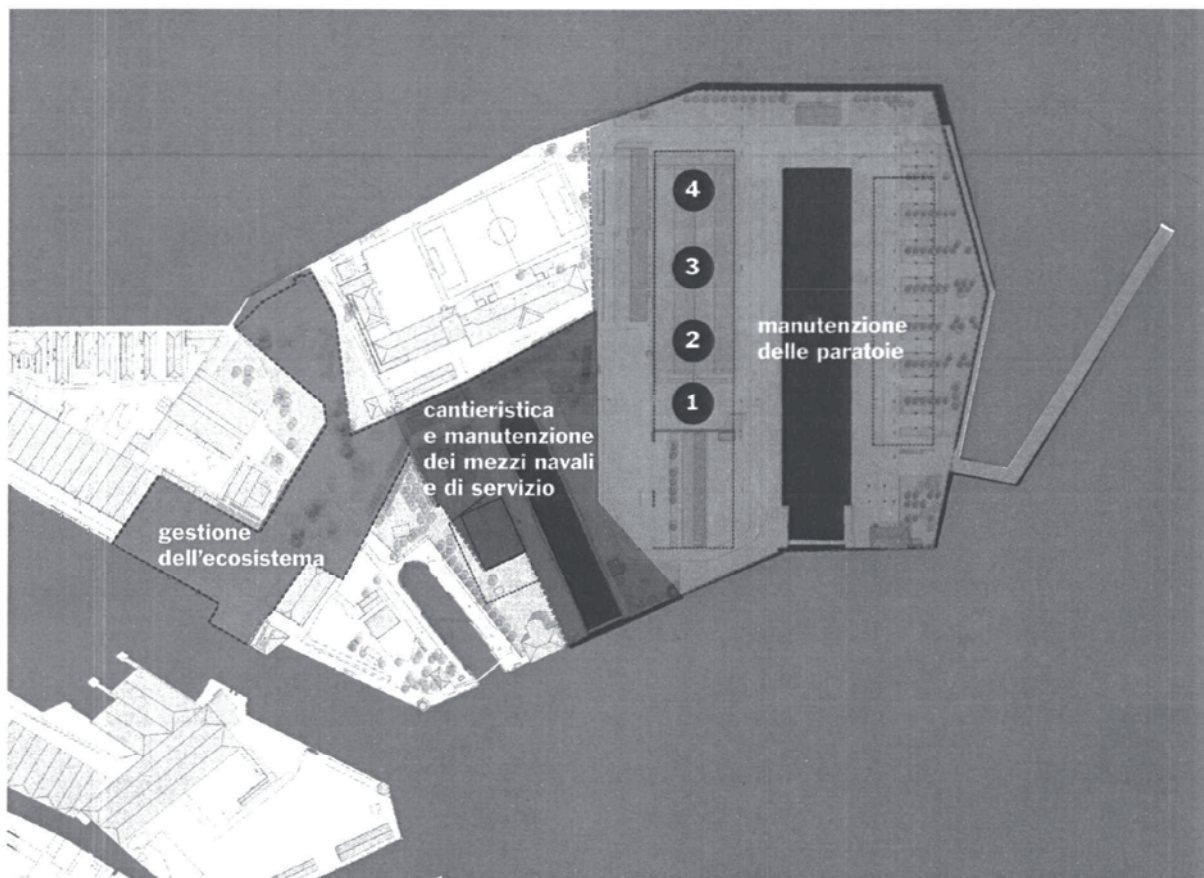 4
3
2
1
manutenzione
delle paratoie
cantieristica
e manutenzione
dei mezzi navali
e di servizio
gestione
dell'ecosistema